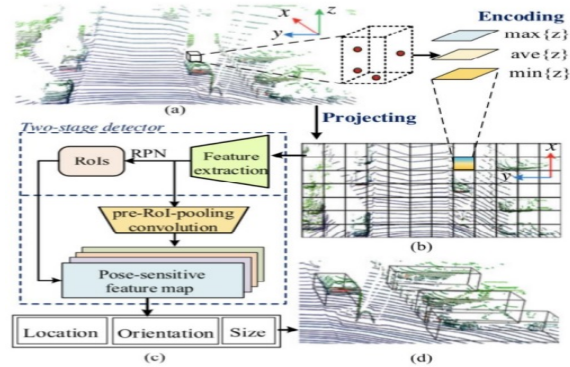 Encoding
z
x
y
max{z}
ave{z}
min{z}
(a)
Projecting
Two-stage detector
RoIs
RPN
Feature
extraction
x
y
pre-RoI-pooling
convolution
(b)
Pose-sensitive
feature map
Location
Orientation
Size
(c)
(d)